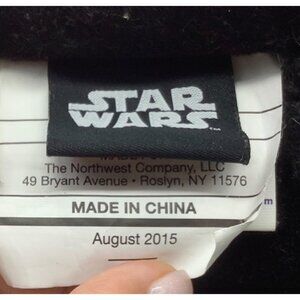 STAR
WARS
The Northwest Company, LLC
49 Bryant Avenue • Roslyn, NY 11576
MADE IN CHINA
August 2015